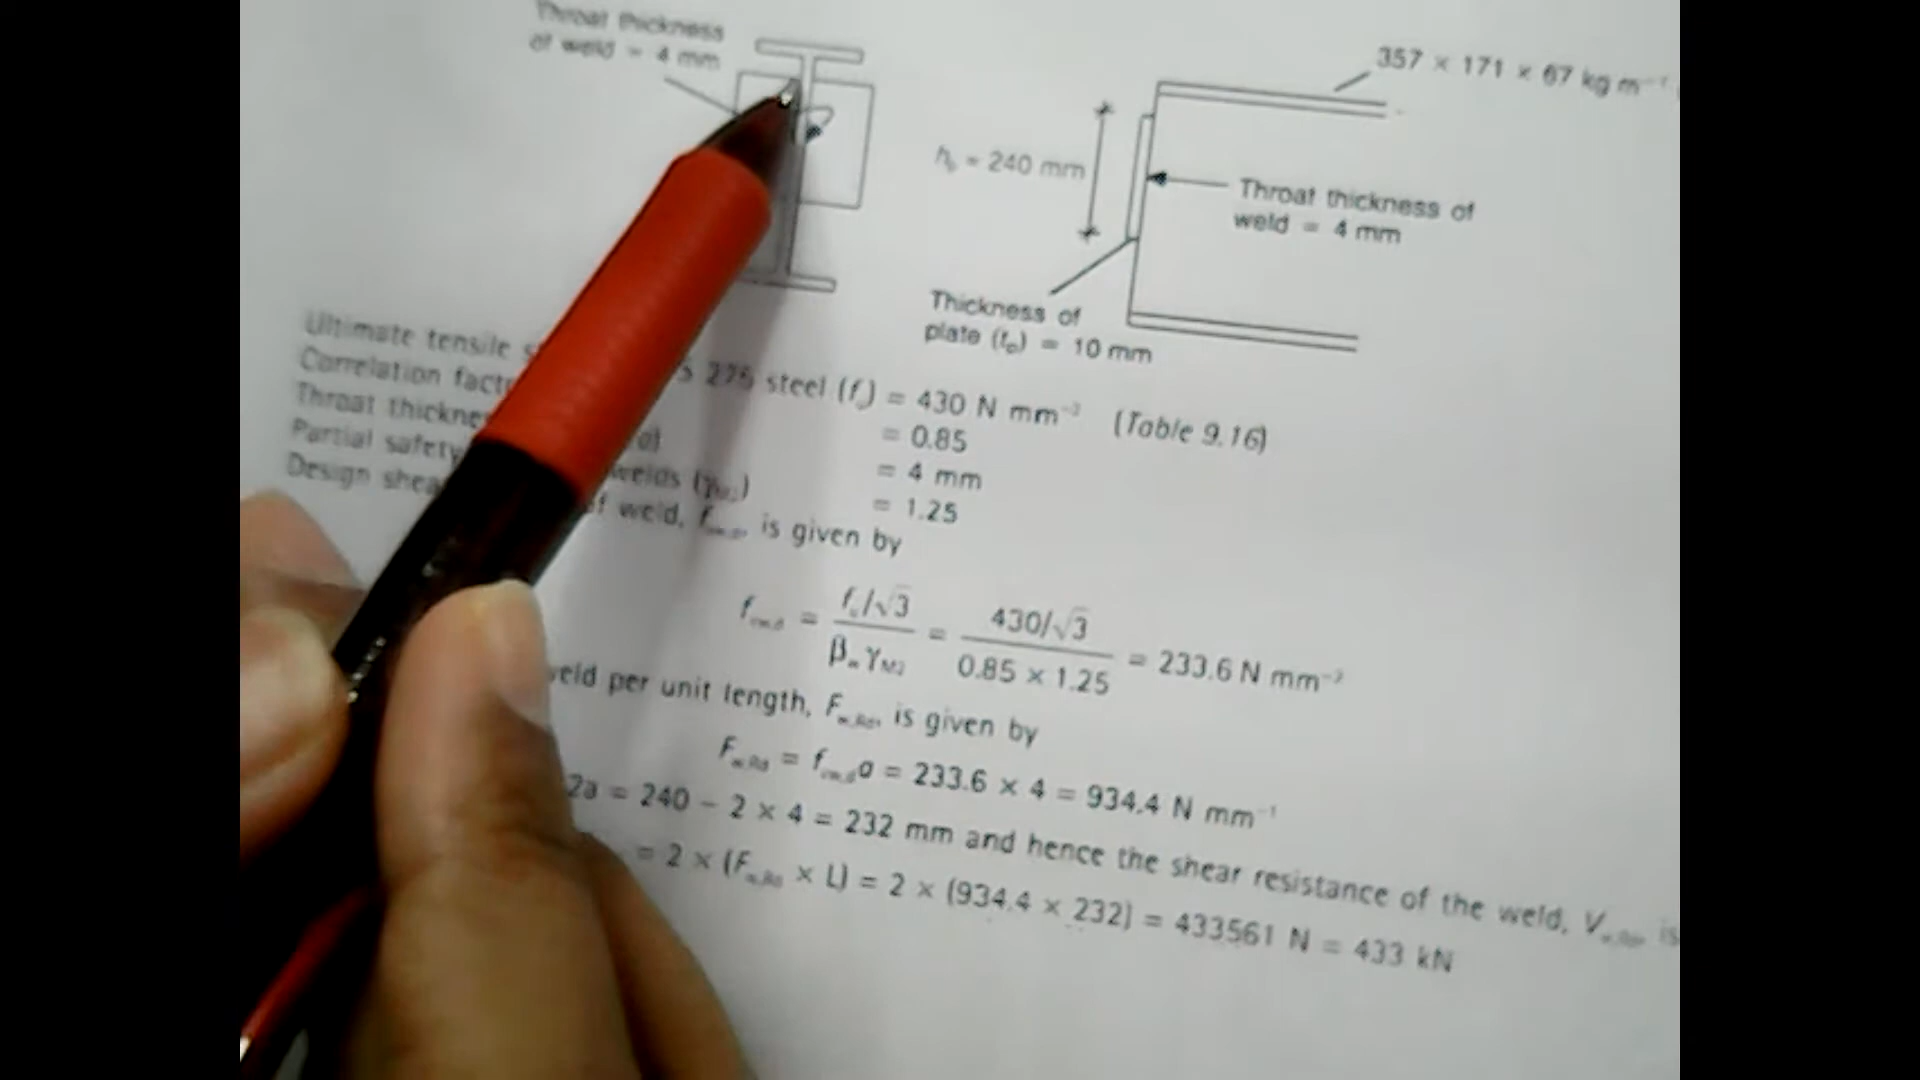 Throat thickness
of weld = 4 mm
357 × 171 × 67 kg m⁻¹
h_p = 240 mm
Throat thickness of
weld = 4 mm
Thickness of
plate (t_p) = 10 mm
Ultimate tensile 275 steel (f_u) = 430 N mm⁻² (Table 9.16)
Correlation = 0.85
Throat a) = 4 mm
Partial safety welds (γ_M2) = 1.25
Design of weld, f_vw,d, is given by
f_vw,d = f_u/√3 / β_w γ_M2 = 430/√3 / 0.85 × 1.25 = 233.6 N mm⁻²
weld per unit length, F_w,Rd, is given by
F_w,Rd = f_vw,d a = 233.6 × 4 = 934.4 N mm⁻¹
2a = 240 − 2 × 4 = 232 mm and hence the shear resistance of the weld, V_w,Rd, is
= 2 × (F_w,Rd × L) = 2 × (934.4 × 232) = 433561 N = 433 kN